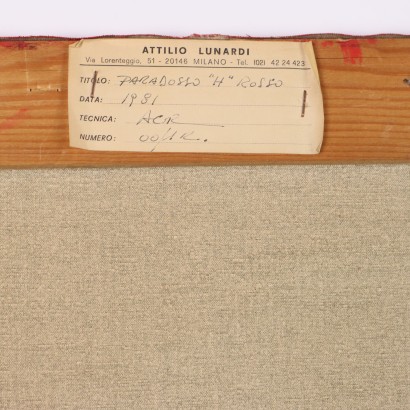 ATTILIO LUNARDI
Via Lorenteggio, 51 - 20146 MILANO - Tel. (02) 42 24 423
TITOLO: PARADOSSO "H" ROSSO
DATA: 1981
TECNICA: ACR
NUMERO: